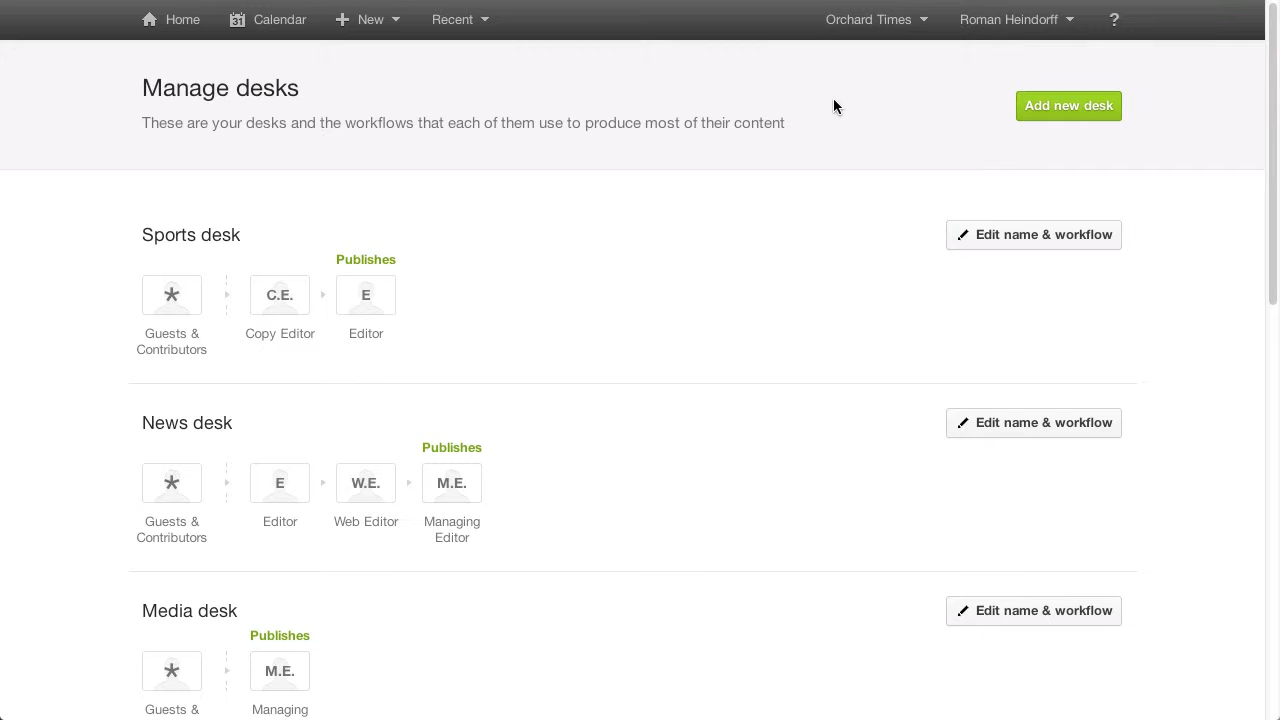 Home 31 Calendar New Recent Orchard Times Roman Heindorff ?
Manage desks
These are your desks and the workflows that each of them use to produce most of their content
Add new desk
Sports desk
Edit name & workflow
Publishes
* C.E. E
Guests & Contributors
Copy Editor
Editor
News desk
Edit name & workflow
Publishes
* E W.E. M.E.
Guests & Contributors
Editor
Web Editor
Managing Editor
Media desk
Edit name & workflow
Publishes
* M.E.
Guests & Managing